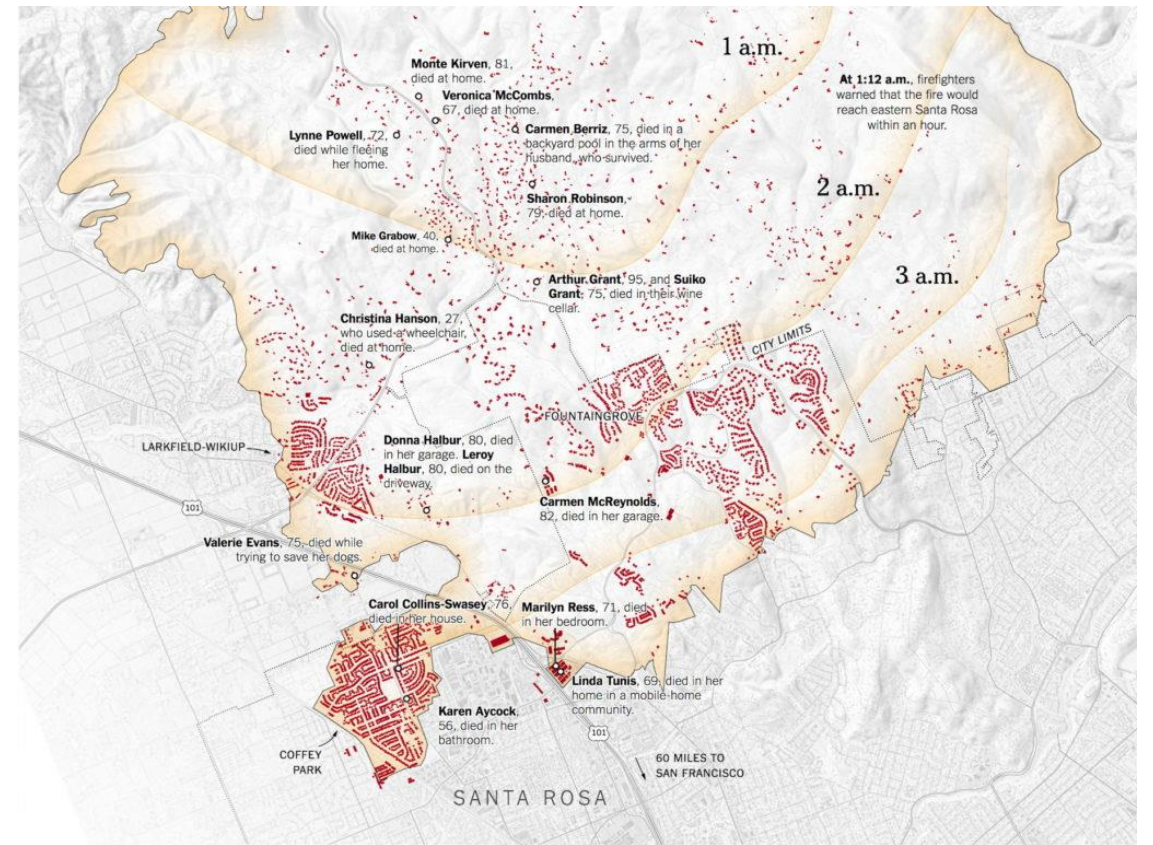 1 a.m.
Monte Kirven, 81,
died at home.
At 1:12 a.m., firefighters
warned that the fire would
reach eastern Santa Rosa
within an hour.
Veronica McCombs,
67, died at home.
Lynne Powell, 72,
died while fleeing
her home.
Carmen Berriz, 75, died in a
backyard pool in the arms of her
husband, who survived.
2 a.m.
Sharon Robinson,
79, died at home.
Mike Grabow, 40,
died at home.
3 a.m.
Arthur Grant, 95, and Suiko
Grant, 75, died in their wine
cellar.
Christina Hanson, 27,
who used a wheelchair,
died at home.
CITY LIMITS
FOUNTAINGROVE
LARKFIELD-WIKIUP
Donna Halbur, 80, died
in her garage. Leroy
Halbur, 80, died on the
driveway.
Carmen McReynolds,
82, died in her garage.
101
Valerie Evans, 75, died while
trying to save her dogs.
Carol Collins-Swasey, 76,
died in her house.
Marilyn Ress, 71, died
in her bedroom.
Linda Tunis, 69, died in her
home in a mobile-home
community.
Karen Aycock,
56, died in her
bathroom.
101
COFFEY
PARK
60 MILES TO
SAN FRANCISCO
SANTA ROSA